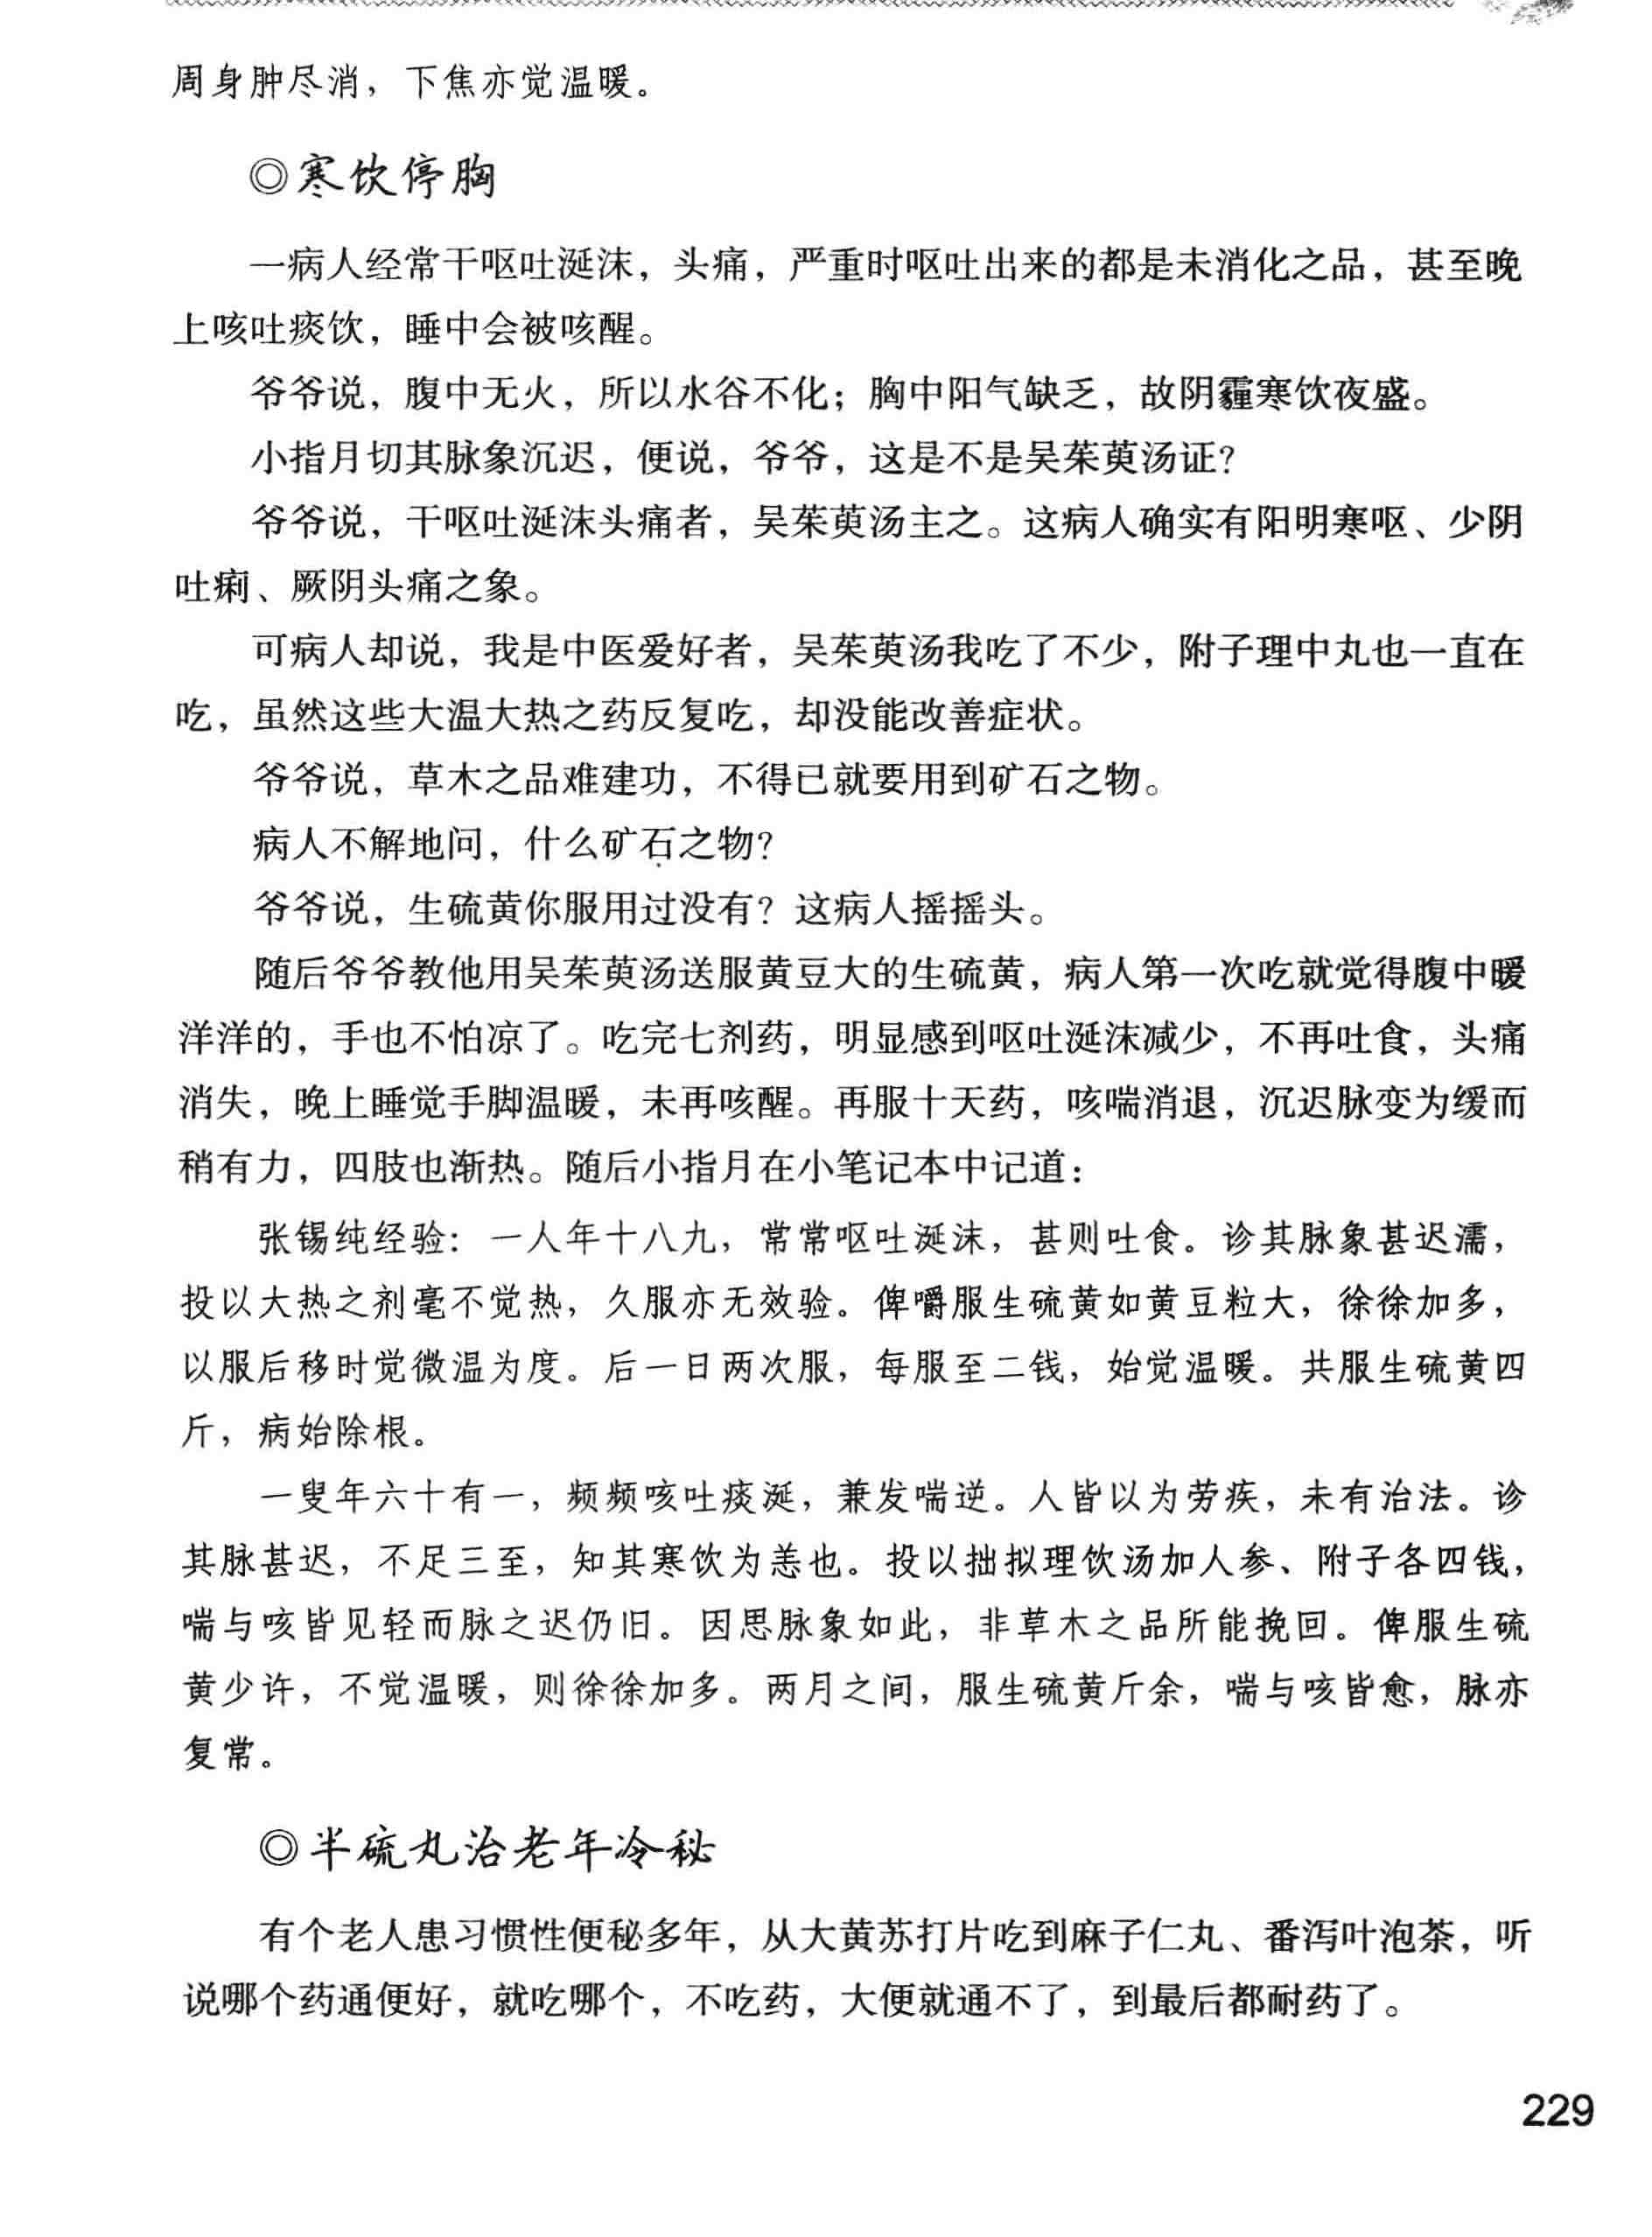 周身肿尽消，下焦亦觉温暖。
◎寒饮停胸
一病人经常干呕吐涎沫，头痛，严重时呕吐出来的都是未消化之品，甚至晚
上咳吐痰饮，睡中会被咳醒。
爷爷说，腹中无火，所以水谷不化；胸中阳气缺乏，故阴霾寒饮夜盛。
小指月切其脉象沉迟，便说，爷爷，这是不是吴茱萸汤证？
爷爷说，干呕吐涎沫头痛者，吴茱萸汤主之。这病人确实有阳明寒呕、少阴
吐痢、厥阴头痛之象。
可病人却说，我是中医爱好者，吴茱萸汤我吃了不少，附子理中丸也一直在
吃，虽然这些大温大热之药反复吃，却没能改善症状。
爷爷说，草木之品难建功，不得已就要用到矿石之物。
病人不解地问，什么矿石之物？
爷爷说，生硫黄你服用过没有？这病人摇摇头。
随后爷爷教他用吴茱萸汤送服黄豆大的生硫黄，病人第一次吃就觉得腹中暖
洋洋的，手也不怕凉了。吃完七剂药，明显感到呕吐涎沫减少，不再吐食，头痛
消失，晚上睡觉手脚温暖，未再咳醒。再服十天药，咳喘消退，沉迟脉变为缓而
稍有力，四肢也渐热。随后小指月在小笔记本中记道：
张锡纯经验：一人年十八九，常常呕吐涎沫，甚则吐食。诊其脉象甚迟濡，
投以大热之剂毫不觉热，久服亦无效验。俾嚼服生硫黄如黄豆粒大，徐徐加多，
以服后移时觉微温为度。后一日两次服，每服至二钱，始觉温暖。共服生硫黄四
斤，病始除根。
一叟年六十有一，频频咳吐痰涎，兼发喘逆。人皆以为劳疾，未有治法。诊
其脉甚迟，不足三至，知其寒饮为恙也。投以拙拟理饮汤加人参、附子各四钱，
喘与咳皆见轻而脉之迟仍旧。因思脉象如此，非草木之品所能挽回。俾服生硫
黄少许，不觉温暖，则徐徐加多。两月之间，服生硫黄斤余，喘与咳皆愈，脉亦
复常。
◎半硫丸治老年冷秘
有个老人患习惯性便秘多年，从大黄苏打片吃到麻子仁丸、番泻叶泡茶，听
说哪个药通便好，就吃哪个，不吃药，大便就通不了，到最后都耐药了。
229